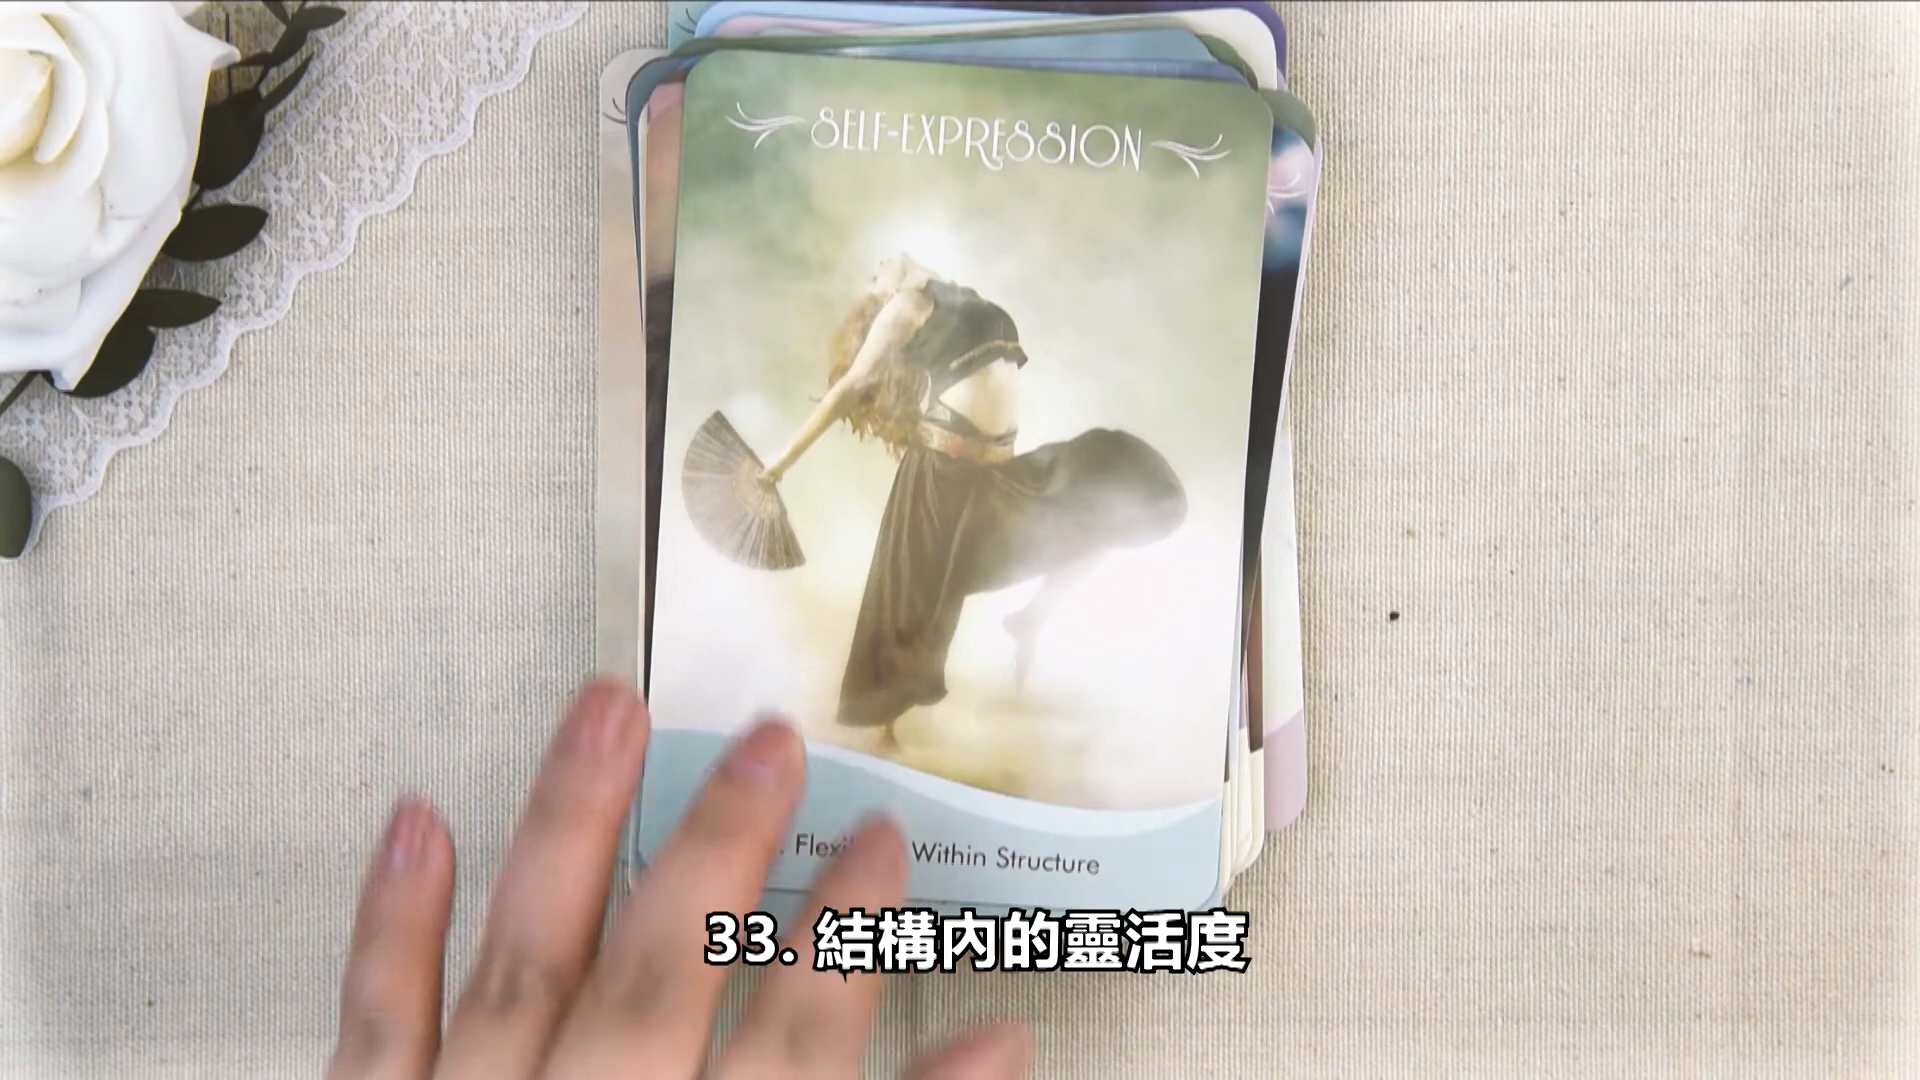 SELF-EXPRESSION
. Flexi Within Structure
33. 結構內的靈活度